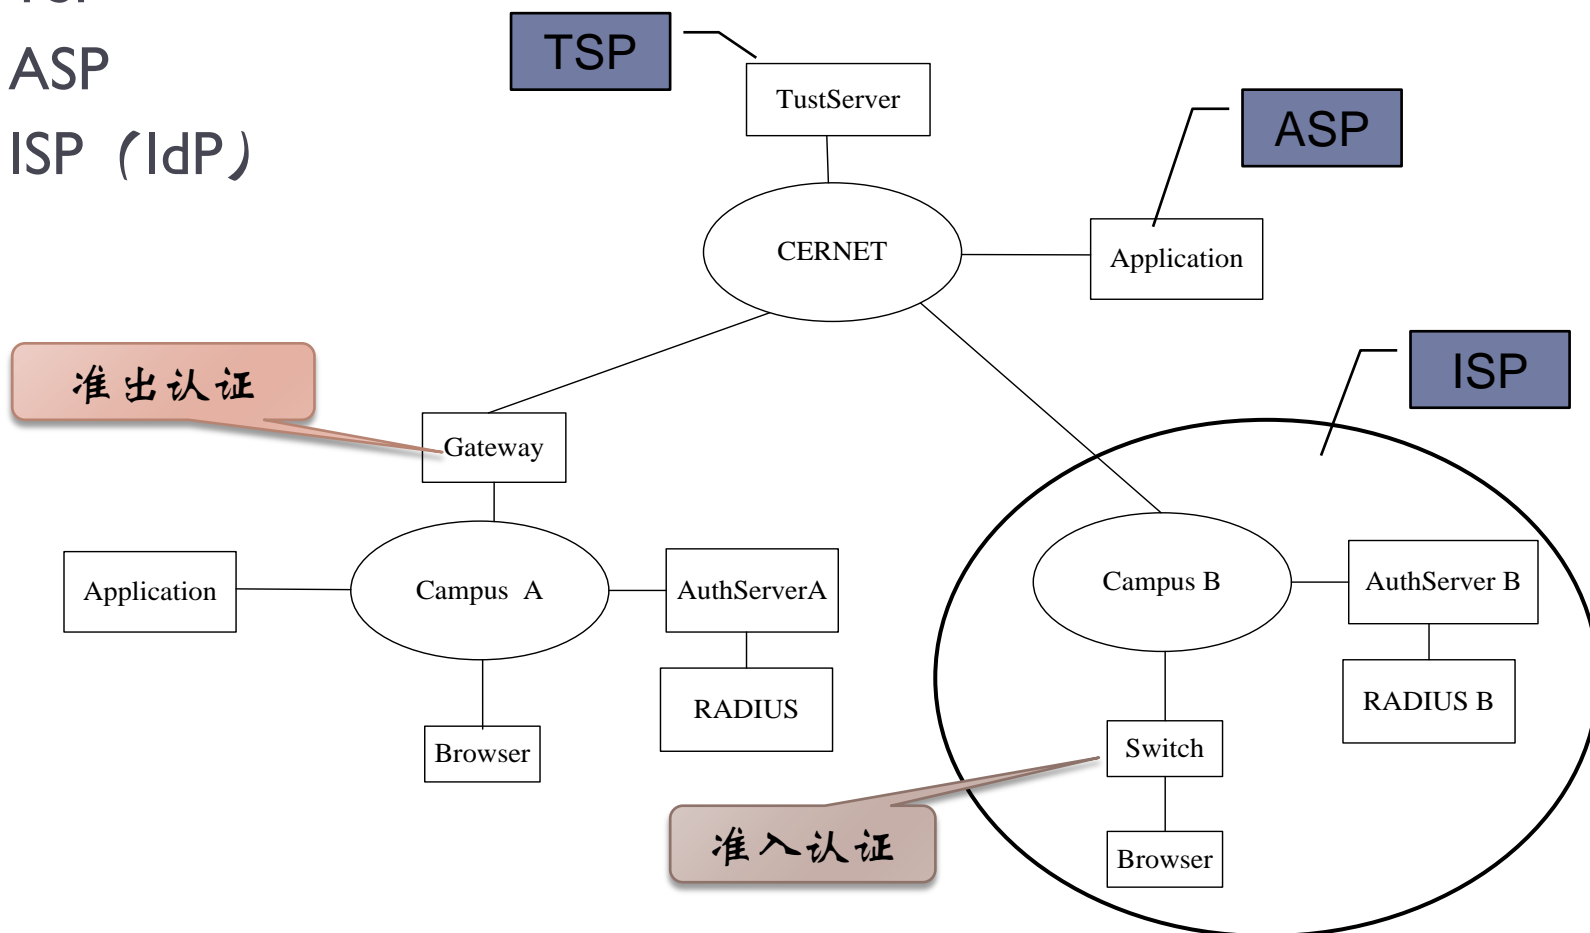 ASP
ISP（IdP）
TSP
TustServer
ASP
CERNET
Application
ISP
准出认证
Gateway
Application
Campus A
AuthServerA
RADIUS
Browser
Campus B
AuthServer B
RADIUS B
Switch
准入认证
Browser